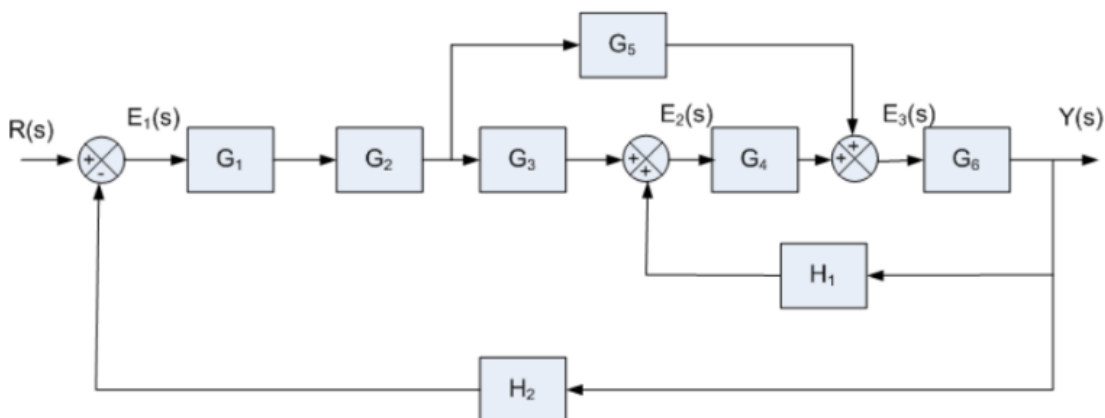 G₅
R(s)
E₁(s)
E₂(s)
E₃(s)
Y(s)
+
-
G₁
G₂
G₃
+
+
G₄
+
+
G₆
H₁
H₂